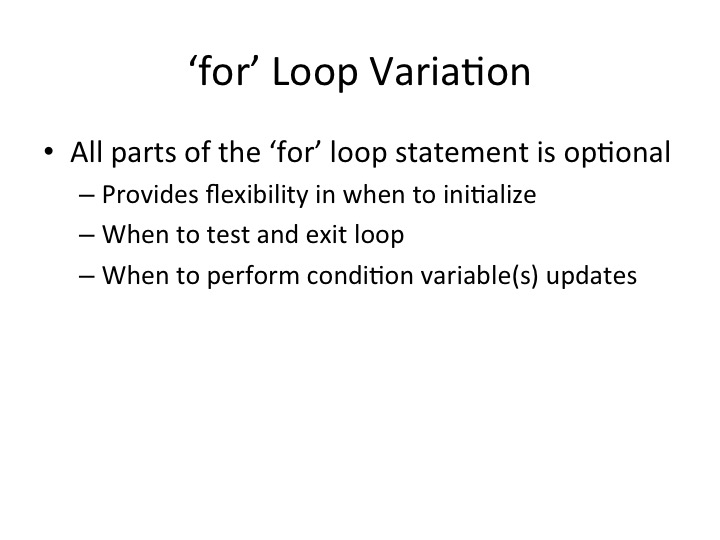 ‘for’ Loop Variation
• All parts of the ‘for’ loop statement is optional
– Provides flexibility in when to initialize
– When to test and exit loop
– When to perform condition variable(s) updates